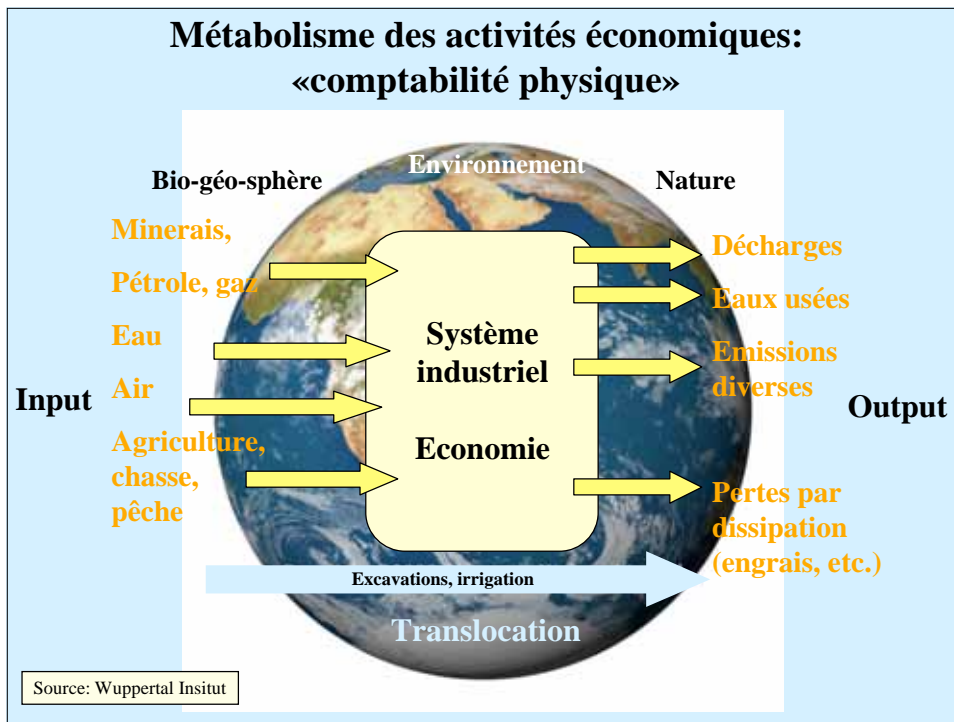 Métabolisme des activités économiques:
«comptabilité physique»
Environnement
Bio-géo-sphère
Nature
Minerais,
Pétrole, gaz
Eau
Air
Agriculture,
chasse,
pêche
Input
Système
industriel
Economie
Décharges
Eaux usées
Emissions
diverses
Output
Pertes par
dissipation
(engrais, etc.)
Excavations, irrigation
Translocation
Source: Wuppertal Insitut